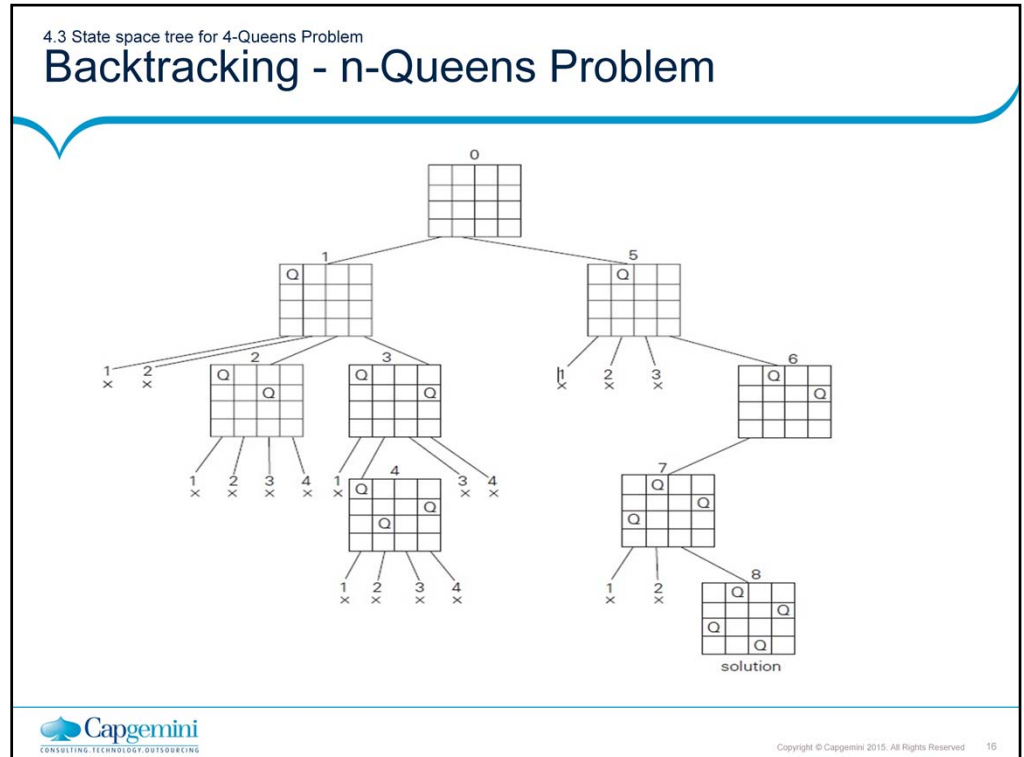 4.3 State space tree for 4-Queens Problem
Backtracking - n-Queens Problem
0
1
5
Q
Q
1 2
x x
2
3
1 2 3
x x x
6
Q
Q
Q
Q
Q
Q
1 2 3 4
x x x x
1
x
3 4
x x
4
7
Q
Q
Q
Q
Q
Q
1 2 3 4
x x x x
1 2
x x
8
Q
Q
Q
Q
solution
Capgemini
CONSULTING.TECHNOLOGY.OUTSOURCING
Copyright © Capgemini 2015. All Rights Reserved 16